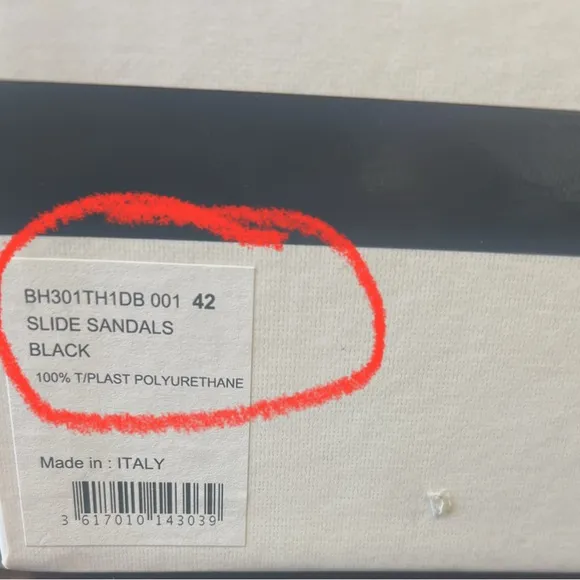 BH301TH1DB 001 42
SLIDE SANDALS
BLACK
100% T/PLAST POLYURETHANE
Made in : ITALY
3 617010 143039